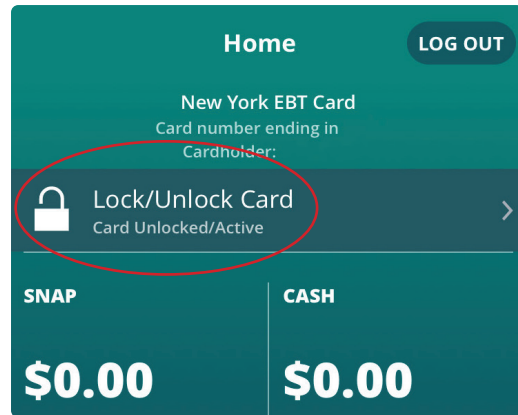 Home
LOG OUT
New York EBT Card
Card number ending in
Cardholder:
Lock/Unlock Card
Card Unlocked/Active
SNAP
CASH
$0.00
$0.00